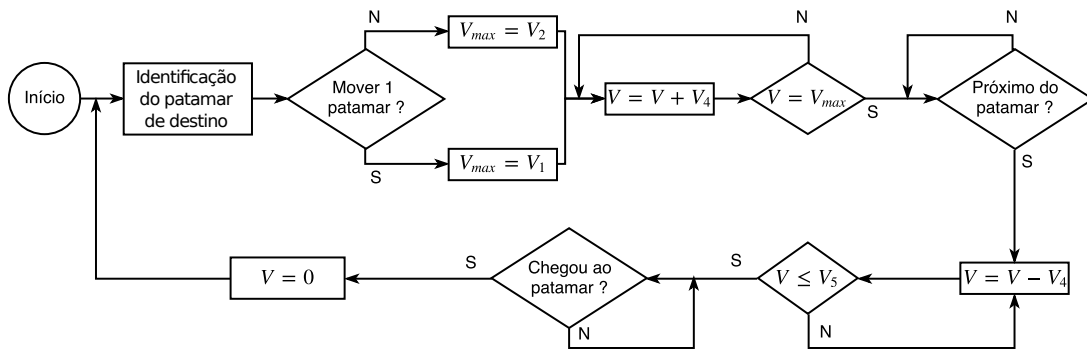 Início
Identificação
do patamar
de destino
Mover 1
patamar ?
N
S
V_max = V_2
V_max = V_1
V = V + V_4
N
V = V_max
S
N
Próximo do
patamar ?
S
V = V − V_4
V ≤ V_5
N
S
Chegou ao
patamar ?
N
S
V = 0